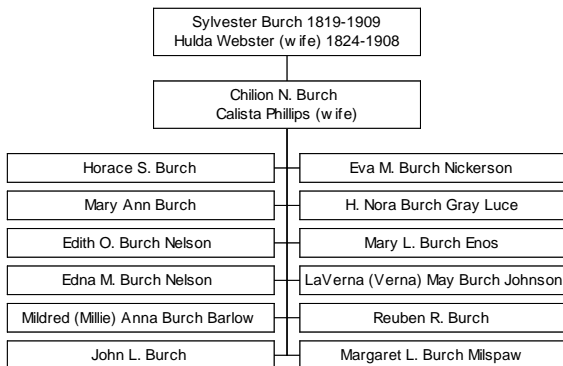 Sylvester Burch 1819-1909
Hulda Webster (wife) 1824-1908
Chilion N. Burch
Calista Phillips (wife)
Horace S. Burch
Eva M. Burch Nickerson
Mary Ann Burch
H. Nora Burch Gray Luce
Edith O. Burch Nelson
Mary L. Burch Enos
Edna M. Burch Nelson
LaVerna (Verna) May Burch Johnson
Mildred (Millie) Anna Burch Barlow
Reuben R. Burch
John L. Burch
Margaret L. Burch Milspaw